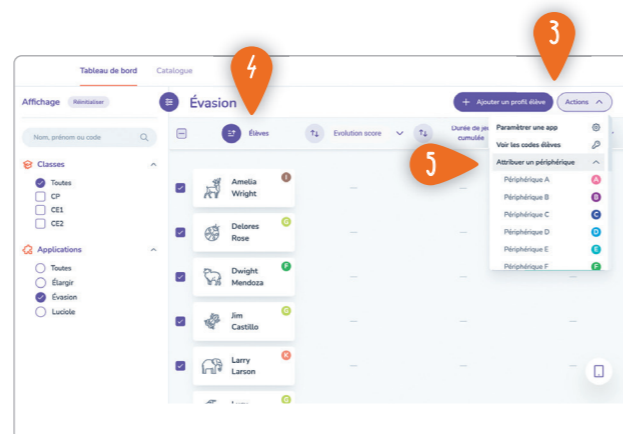 3
Tableau de bord Catalogue
4
Affichage Réinitialiser
Évasion
+ Ajouter un profil élève Actions
Nom, prénom ou code
Élèves Evolution score Durée de jeu
cumulée
Paramétrer une app
Voir les codes élèves
5
Attribuer un périphérique
Classes
Toutes
CP
CE1
CE2
Applications
Toutes
Élargir
Évasion
Luciole
Amelia
Wright
I
— —
Delores
Rose
G
— — —
Dwight
Mendoza
F
— — —
Jim
Castillo
G
— — —
Larry
Larson
K
— — —
G
Périphérique A A
Périphérique B B
Périphérique C C
Périphérique D D
Périphérique E E
Périphérique F F